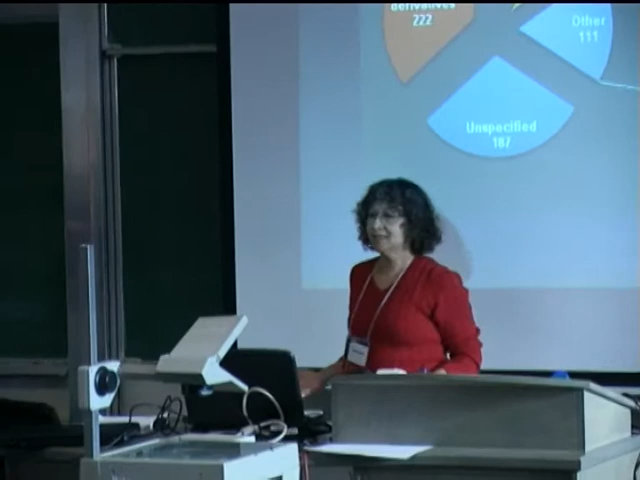 derivatives
222
Other
111
Unspecified
187